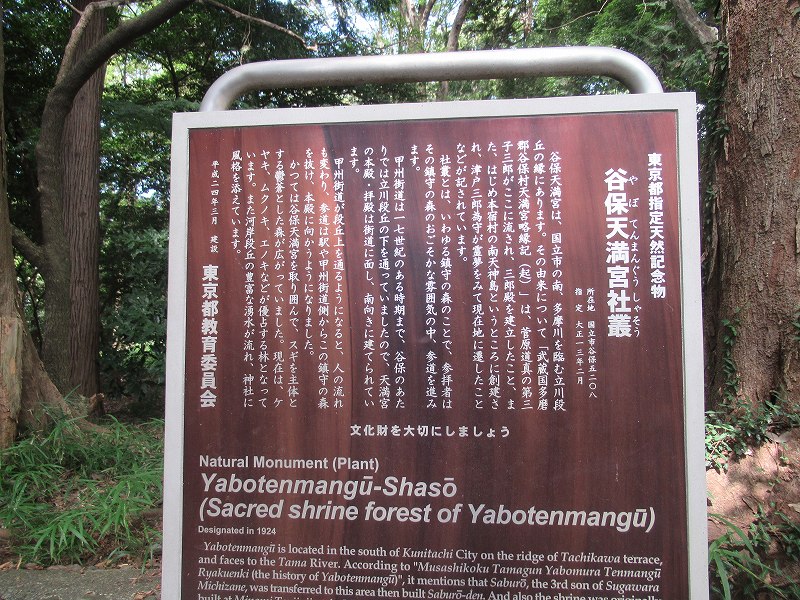 東京都指定天然記念物
やぼてんまんぐうしゃそう
谷保天満宮社叢
所在地 国立市谷保五二〇八
指定 大正一三年二月
谷保天満宮は、国立市の南、多摩川を臨む立川段
丘の縁にあります。その由来について「武蔵国多磨
郡谷保村天満宮略縁記(起)」は、菅原道真の第三
子三郎がここに流され、三郎殿を建立したこと、ま
た、はじめ本宿村の南天神島というところに創建さ
れ、津戸三郎為守が霊夢をみて現在地に遷したこと
などが記されています。
社叢とは、いわゆる鎮守の森のことで、参拝者は
その鎮守の森のおごそかな雰囲気の中、参道を進み
ます。
甲州街道は一七世紀のある時期まで、谷保のあた
りでは立川段丘の下を通っていましたので、天満宮
の本殿・拝殿は街道に面し、南向きに建てられてい
ます。
甲州街道が段丘上を通るようになると、人の流れ
も変わり、参道は駅や甲州街道側からこの鎮守の森
を抜け、本殿に向かうようになりました。
かつては谷保天満宮を取り囲んで、スギを主体と
する鬱蒼とした森が広がっていました。現在は、ケ
ヤキ、ムクノキ、エノキなどが優占する林となって
います。また河岸段丘の豊富な湧水が流れ、神社に
風格を添えています。
平成二四年三月 建設
東京都教育委員会
文化財を大切にしましょう
Natural Monument (Plant)
Yabotenmangū-Shasō
(Sacred shrine forest of Yabotenmangū)
Designated in 1924
Yabotenmangū is located in the south of Kunitachi City on the ridge of Tachikawa terrace,
and faces to the Tama River. According to "Musashikoku Tamagun Yabomura Tenmangū
Ryakuenki (the history of Yabotenmangū)", it mentions that Saburō, the 3rd son of Sugawara
Michizane, was transferred to this area then built Saburō-den. And also the shrine was originally
built at